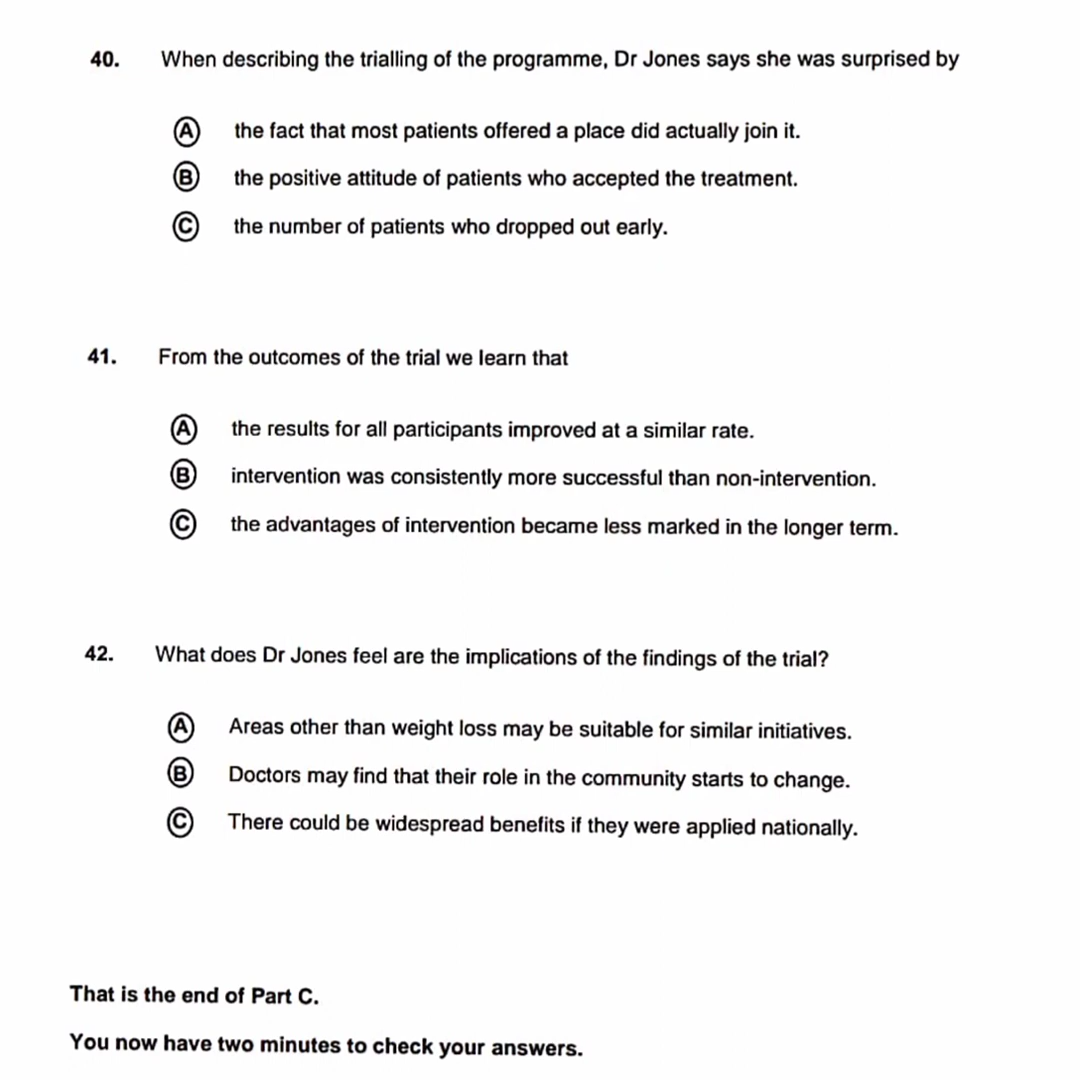 40. When describing the trialling of the programme, Dr Jones says she was surprised by
A the fact that most patients offered a place did actually join it.
B the positive attitude of patients who accepted the treatment.
C the number of patients who dropped out early.
41. From the outcomes of the trial we learn that
A the results for all participants improved at a similar rate.
B intervention was consistently more successful than non-intervention.
C the advantages of intervention became less marked in the longer term.
42. What does Dr Jones feel are the implications of the findings of the trial?
A Areas other than weight loss may be suitable for similar initiatives.
B Doctors may find that their role in the community starts to change.
C There could be widespread benefits if they were applied nationally.
That is the end of Part C.
You now have two minutes to check your answers.